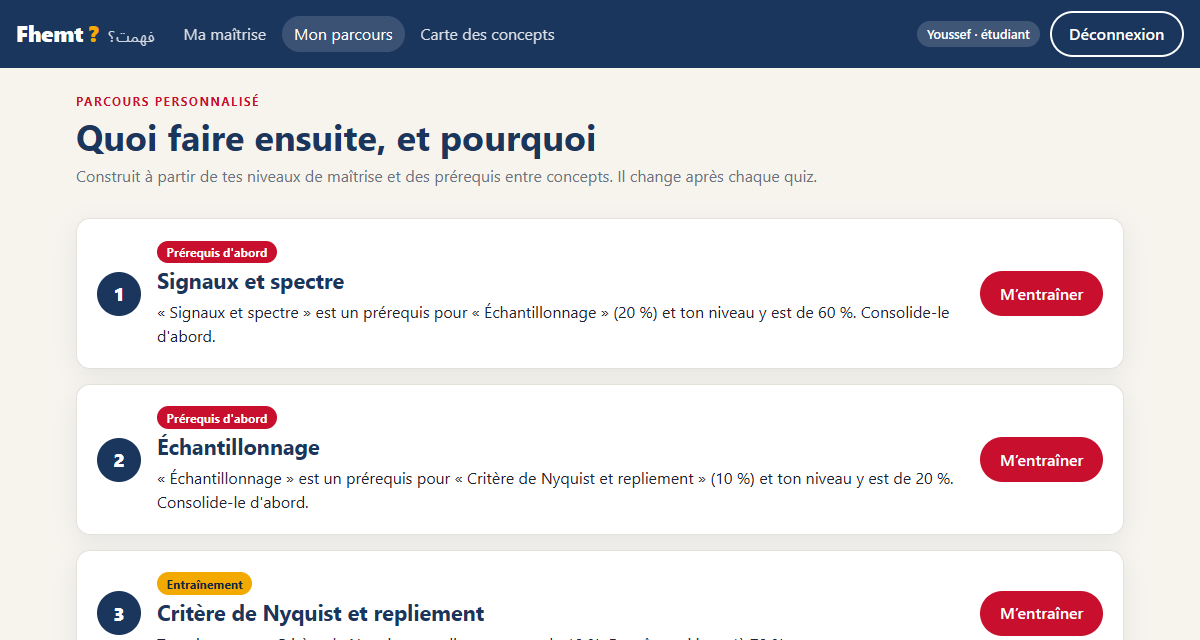 Fhemt ? فهمت؟ Ma maîtrise Mon parcours Carte des concepts Youssef · étudiant Déconnexion
PARCOURS PERSONNALISÉ
Quoi faire ensuite, et pourquoi
Construit à partir de tes niveaux de maîtrise et des prérequis entre concepts. Il change après chaque quiz.
Prérequis d'abord
1 Signaux et spectre
« Signaux et spectre » est un prérequis pour « Échantillonnage » (20 %) et ton niveau y est de 60 %. Consolide-le
d'abord.
M'entraîner
Prérequis d'abord
2 Échantillonnage
« Échantillonnage » est un prérequis pour « Critère de Nyquist et repliement » (10 %) et ton niveau y est de 20 %.
Consolide-le d'abord.
M'entraîner
Entraînement
3 Critère de Nyquist et repliement
M'entraîner